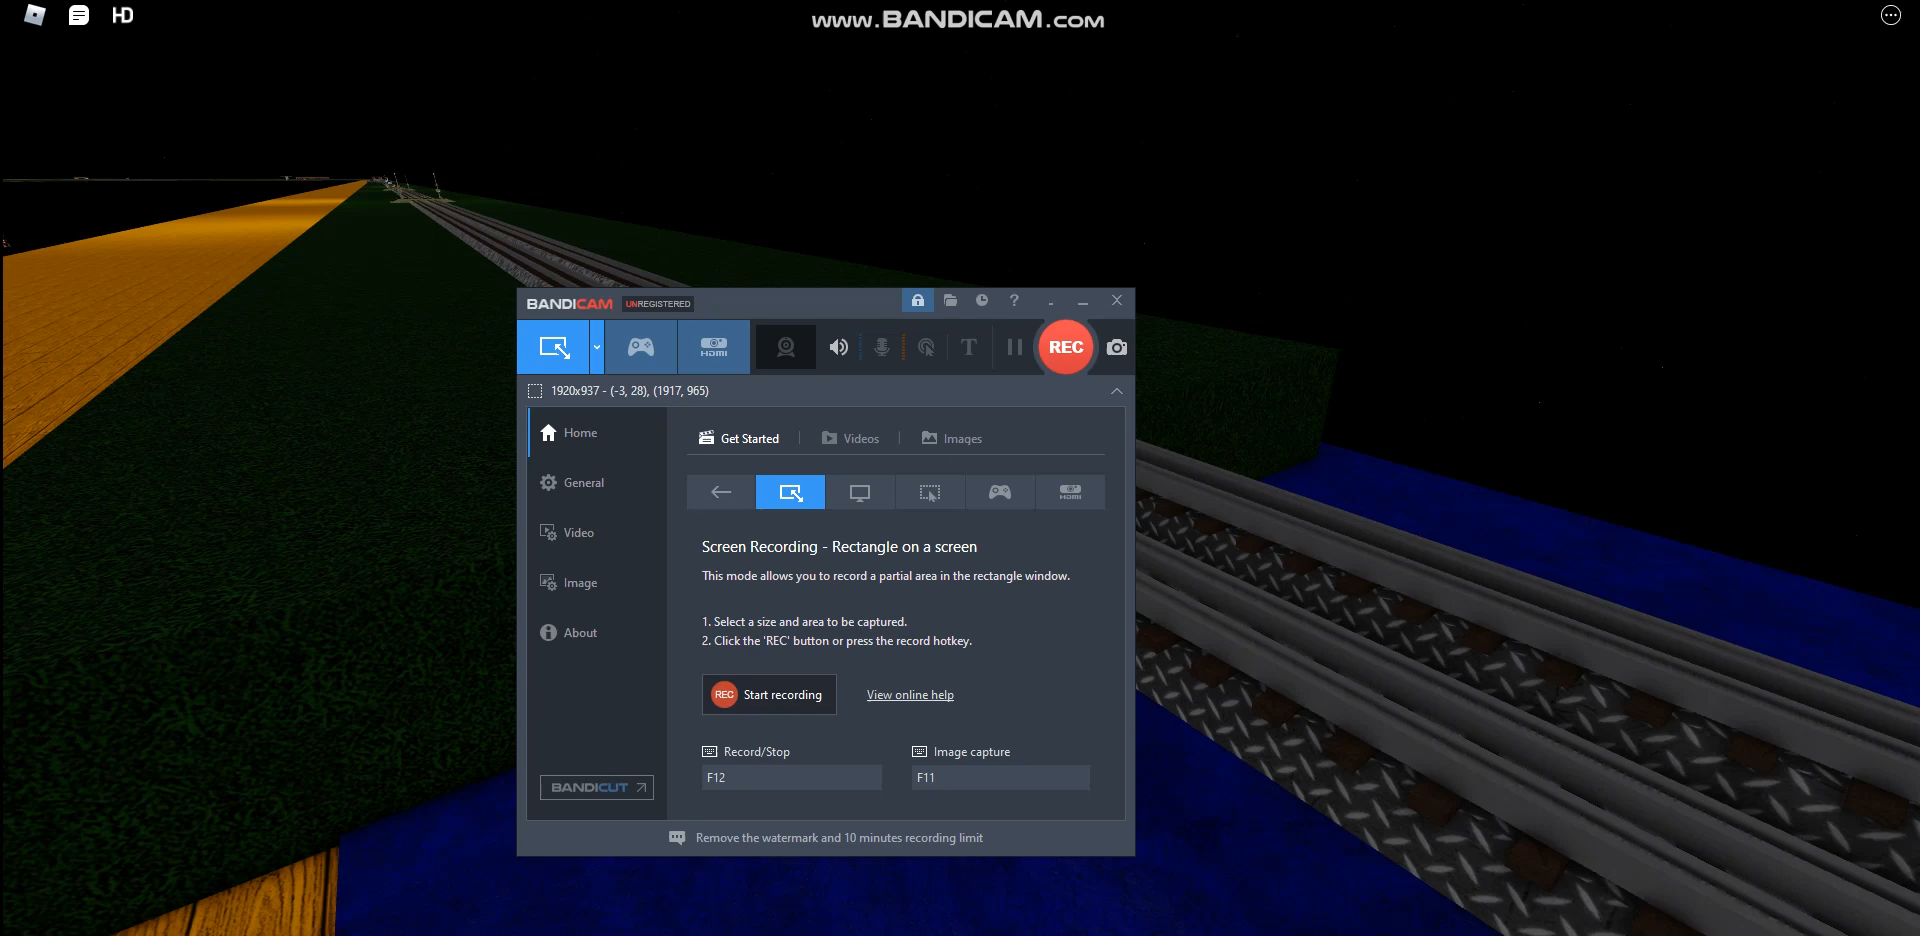 HD
www.BANDICAM.COM
BANDICAM UNREGISTERED
?
HDMI
T
REC
1920x937 - (-3, 28), (1917, 965)
Home
General
Video
Image
About
BANDICUT
Get Started
Videos
Images
HDMI
Screen Recording - Rectangle on a screen
This mode allows you to record a partial area in the rectangle window.
1. Select a size and area to be captured.
2. Click the 'REC' button or press the record hotkey.
REC Start recording
View online help
Record/Stop
Image capture
F12
F11
Remove the watermark and 10 minutes recording limit